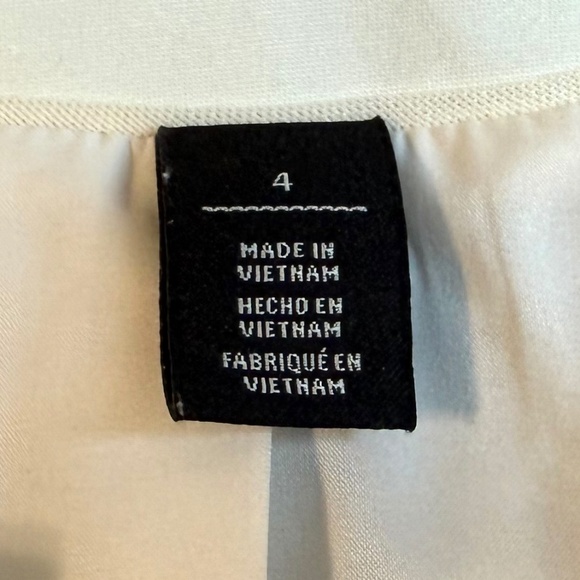 4
MADE IN
VIETNAM
HECHO EN
VIETNAM
FABRIQUÉ EN
VIETNAM